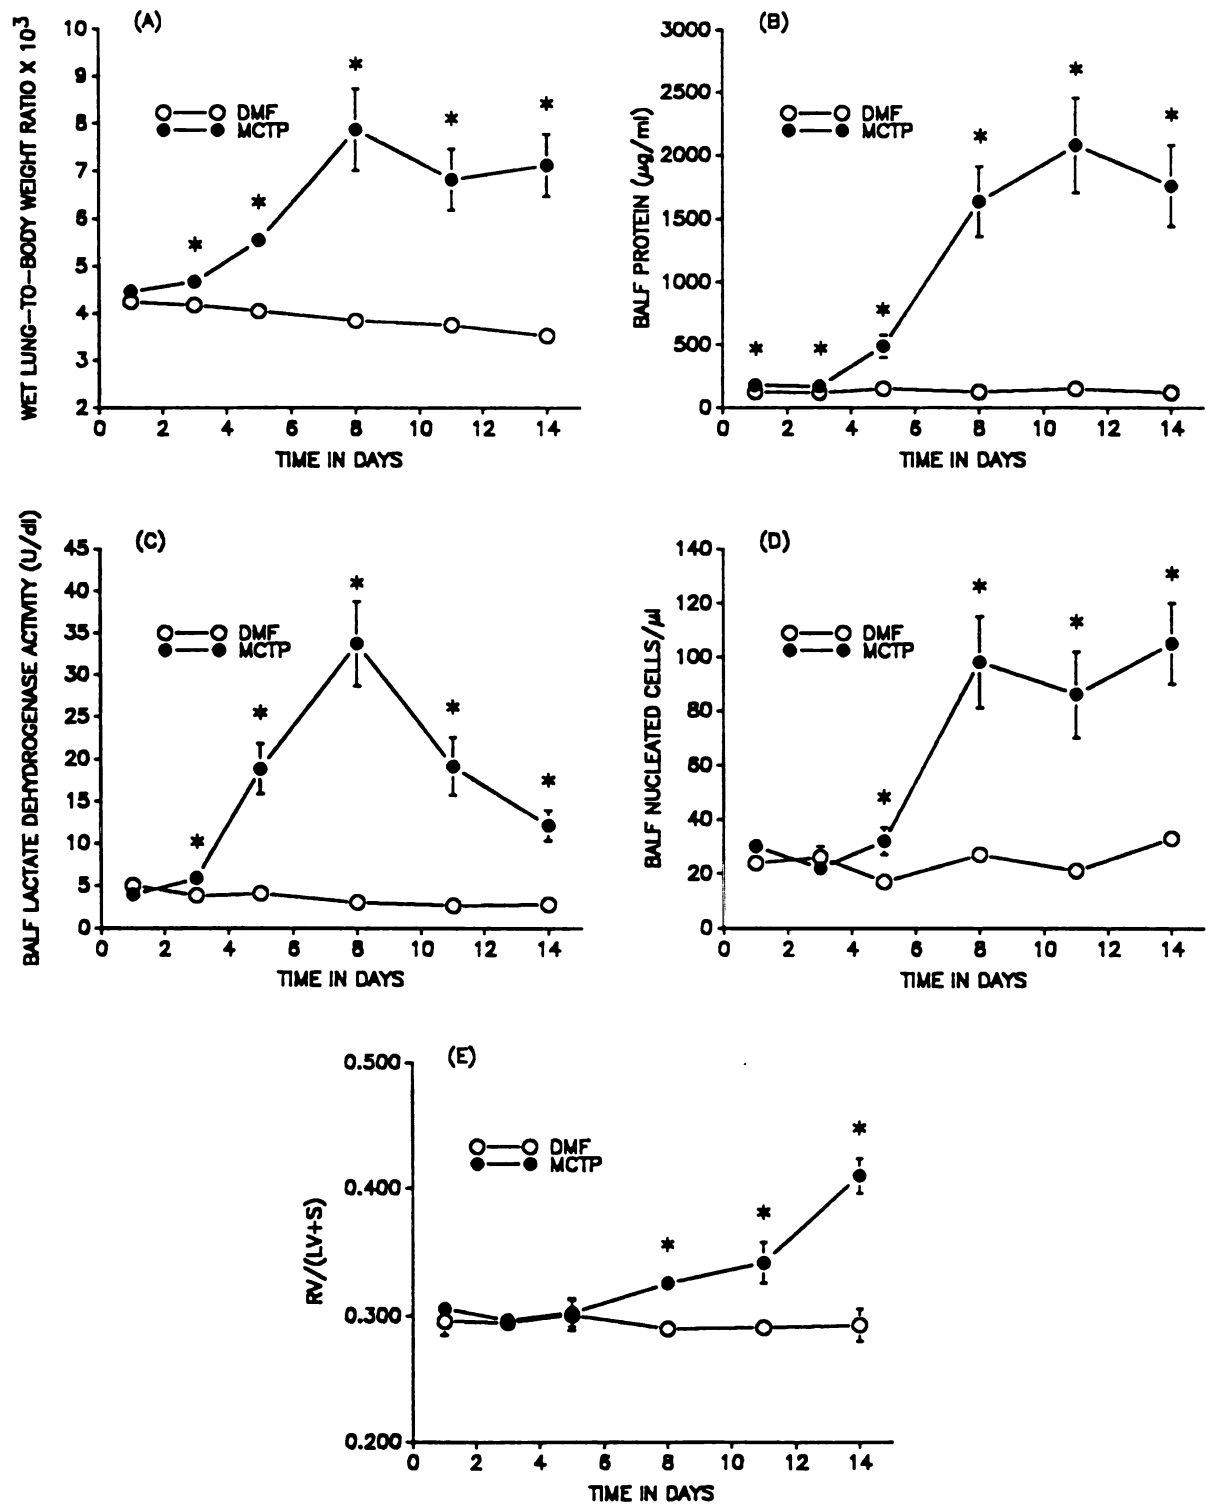 (A)
WET LUNG-TO-BODY WEIGHT RATIO X 10³
10
9
8
7
6
5
4
3
2
DMF
MCTP
*
*
*
*
*
0 2 4 6 8 10 12 14
TIME IN DAYS
(B)
BALF PROTEIN (μg/ml)
3000
2500
2000
1500
1000
500
0
DMF
MCTP
*
*
*
*
*
*
0 2 4 6 8 10 12 14
TIME IN DAYS
(C)
BALF LACTATE DEHYDROGENASE ACTIVITY (U/dl)
45
40
35
30
25
20
15
10
5
0
DMF
MCTP
*
*
*
*
*
0 2 4 6 8 10 12 14
TIME IN DAYS
(D)
BALF NUCLEATED CELLS/μl
140
120
100
80
60
40
20
0
DMF
MCTP
*
*
*
*
0 2 4 6 8 10 12 14
TIME IN DAYS
(E)
RV/(LV+S)
0.500
0.400
0.300
0.200
DMF
MCTP
*
*
*
0 2 4 6 8 10 12 14
TIME IN DAYS